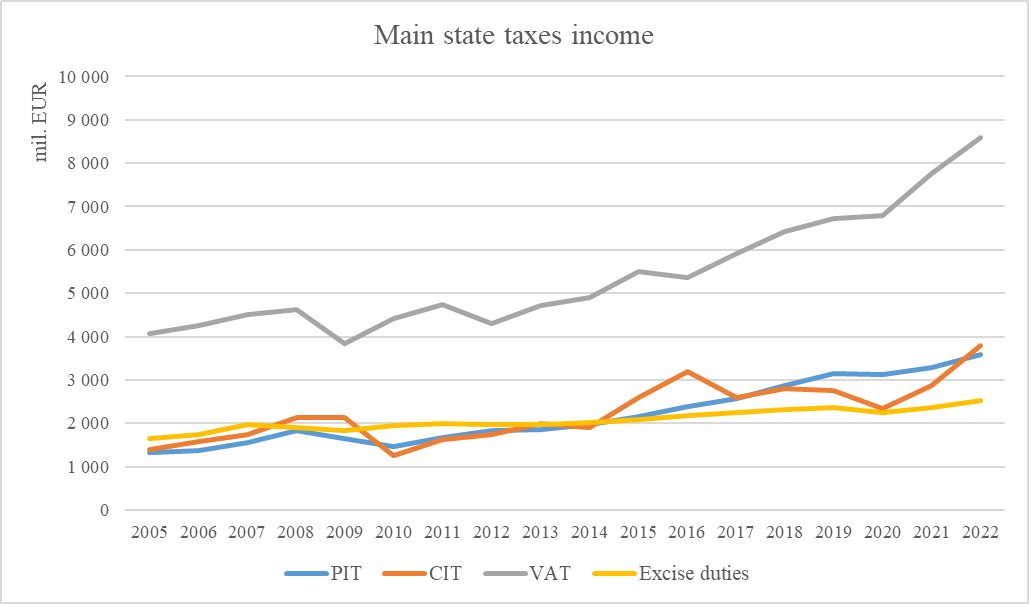 Main state taxes income
mil. EUR
10 000
9 000
8 000
7 000
6 000
5 000
4 000
3 000
2 000
1 000
0
2005 2006 2007 2008 2009 2010 2011 2012 2013 2014 2015 2016 2017 2018 2019 2020 2021 2022
PIT CIT VAT Excise duties